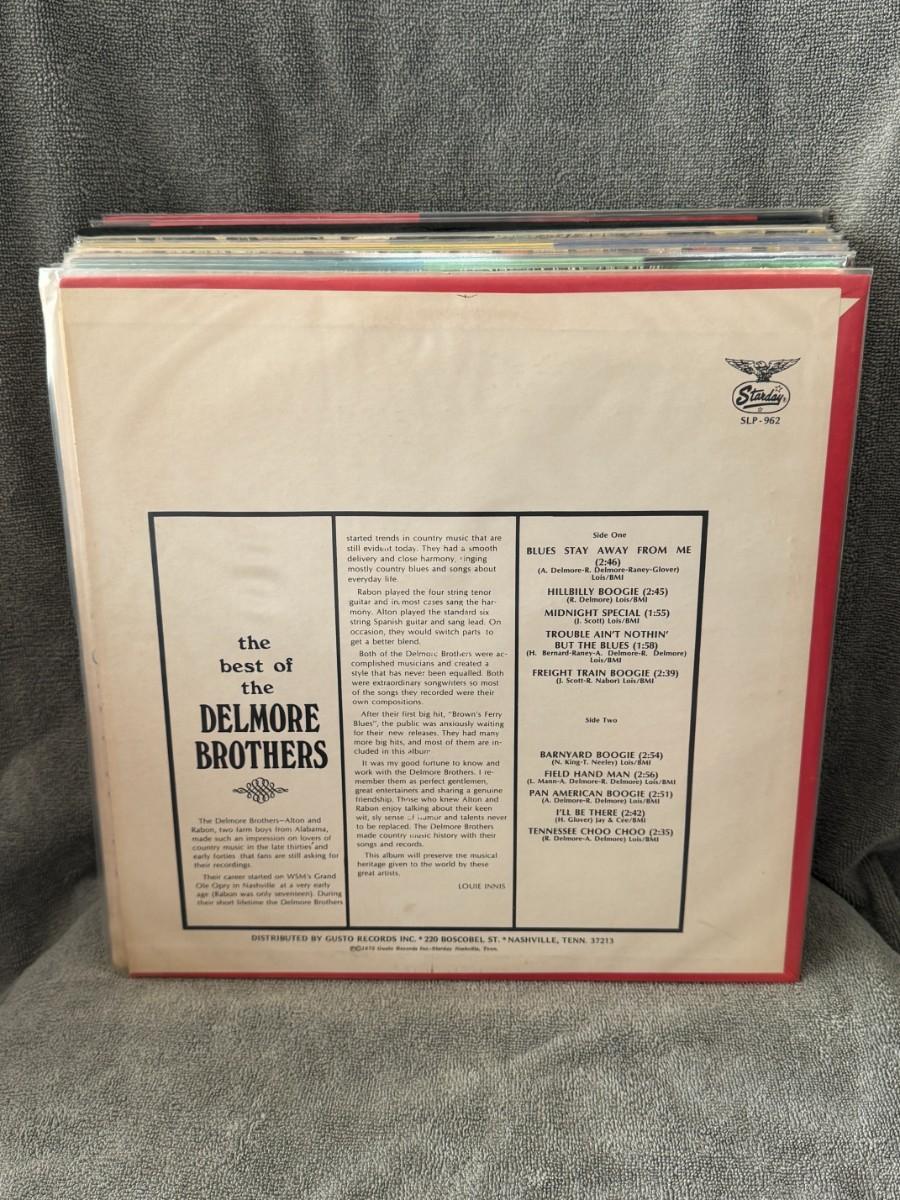 Starday
SLP-962
the
best of
the
DELMORE
BROTHERS
The Delmore Brothers—Alton and
Rabon, two farm boys from Alabama,
made such an impression on lovers of
country music in the late thirties and
early forties that fans are still asking for
their recordings.
Their career started on WSM's Grand
Ole Opry in Nashville at a very early
age (Rabon was only seventeen). During
their short lifetime the Delmore Brothers
started trends in country music that are
still evident today. They had a smooth
delivery and close harmony, singing
mostly country blues and songs about
everyday life.
Rabon played the four string tenor
guitar and in most cases sang the har-
mony. Alton played the standard six
string Spanish guitar and sang lead. On
occasion, they would switch parts to
get a better blend.
Both of the Delmore Brothers were ac-
complished musicians and created a
style that has never been equalled. Both
were extraordinary songwriters so most
of the songs they recorded were their
own compositions.
After their first big hit, "Brown's Ferry
Blues", the public was anxiously waiting
for their new releases. They had many
more big hits, and most of them are in-
cluded in this album.
It was my good fortune to know and
work with the Delmore Brothers. I re-
member them as perfect gentlemen,
great entertainers and sharing a genuine
friendship. Those who knew Alton and
Rabon enjoy talking about their keen
wit, sly sense of humor and talents never
to be replaced. The Delmore Brothers
made country music history with their
songs and records.
This album will preserve the musical
heritage given to the world by these
great artists.
LOUIE INNIS
Side One
BLUES STAY AWAY FROM ME
(2:46)
(A. Delmore-R. Delmore-Raney-Glover)
Lois/BMI
HILLBILLY BOOGIE (2:45)
(R. Delmore) Lois/BMI
MIDNIGHT SPECIAL (1:55)
(J. Scott) Lois/BMI
TROUBLE AIN'T NOTHIN'
BUT THE BLUES (1:58)
(H. Bernard-Raney-A. Delmore-R. Delmore)
Lois/BMI
FREIGHT TRAIN BOOGIE (2:39)
(J. Scott-R. Nabor) Lois/BMI
Side Two
BARNYARD BOOGIE (2:54)
(N. King-T. Neeley) Lois/BMI
FIELD HAND MAN (2:56)
(L. Mann-A. Delmore-R. Delmore) Lois/BMI
PAN AMERICAN BOOGIE (2:51)
(A. Delmore-R. Delmore) Lois/BMI
I'LL BE THERE (2:42)
(H. Glover) Jay & Cee/BMI
TENNESSEE CHOO CHOO (2:35)
(R. Delmore-A. Delmore) Lois/BMI
DISTRIBUTED BY GUSTO RECORDS INC. * 220 BOSCOBEL ST. * NASHVILLE, TENN. 37213
Gusto Records Inc.-Starday Nashville, Tenn.